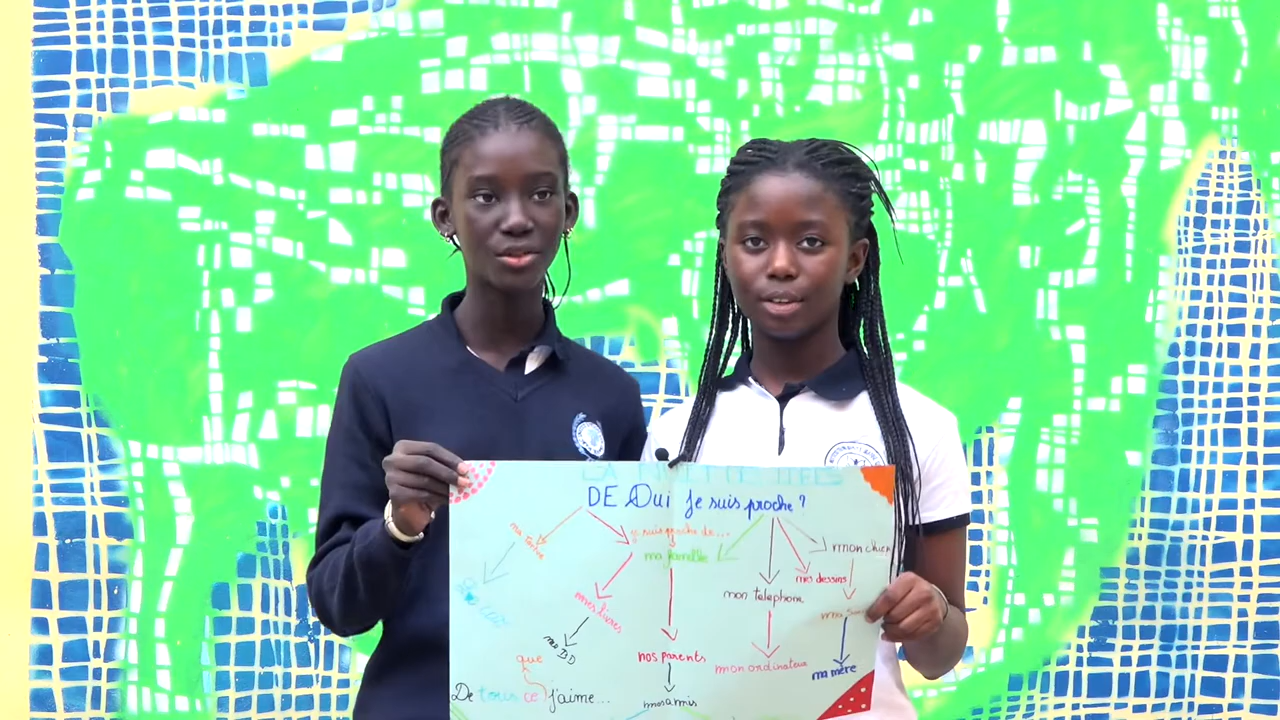 DE Qui je suis proche ?
je suis proche de...
ma tante
ma famille
mon chien
mes dessins
mon telephone
mes livres
mes BD
nos parents
mon ordinateur
ma mère
mes amis
De tous ce que j'aime...